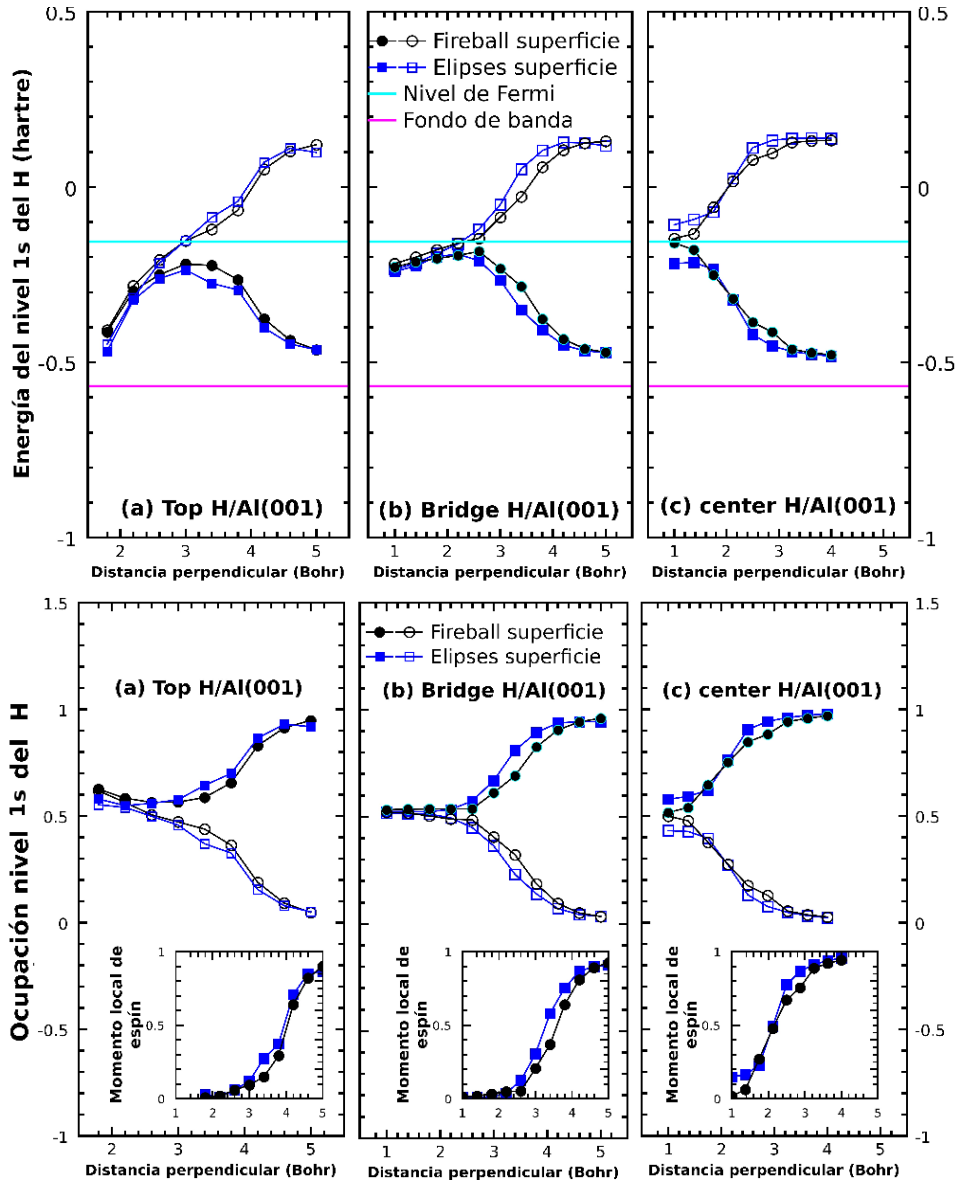 Energía del nivel 1s del H (hartre)
0.5
0
-0.5
-1
Fireball superficie
Elipses superficie
Nivel de Fermi
Fondo de banda
0.5
0
-0.5
-1
(a) Top H/Al(001)
(b) Bridge H/Al(001)
(c) center H/Al(001)
2 3 4 5
1 2 3 4 5
1 2 3 4 5
Distancia perpendicular (Bohr)
Distancia perpendicular (Bohr)
Distancia perpendicular (Bohr)
Ocupación nivel 1s del H
1.5
1
0.5
0
-0.5
-1
Fireball superficie
Elipses superficie
1.5
1
0.5
0
-0.5
-1
(a) Top H/Al(001)
(b) Bridge H/Al(001)
(c) center H/Al(001)
Momento local de
espín
1
0.5
0
1 2 3 4 5
Momento local de
espín
1
0.5
0
1 2 3 4 5
Momento local de
espín
1
0.5
0
1 2 3 4 5
2 3 4 5
1 2 3 4 5
1 2 3 4 5
Distancia perpendicular (Bohr)
Distancia perpendicular (Bohr)
Distancia perpendicular (Bohr)